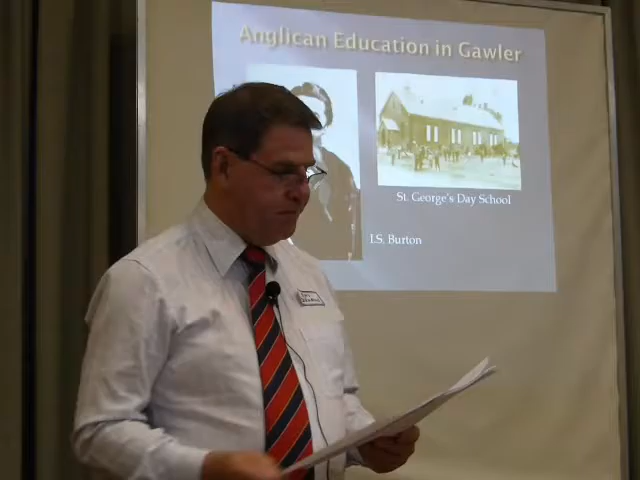 Anglican Education in Gawler
St. George's Day School
I.S. Burton